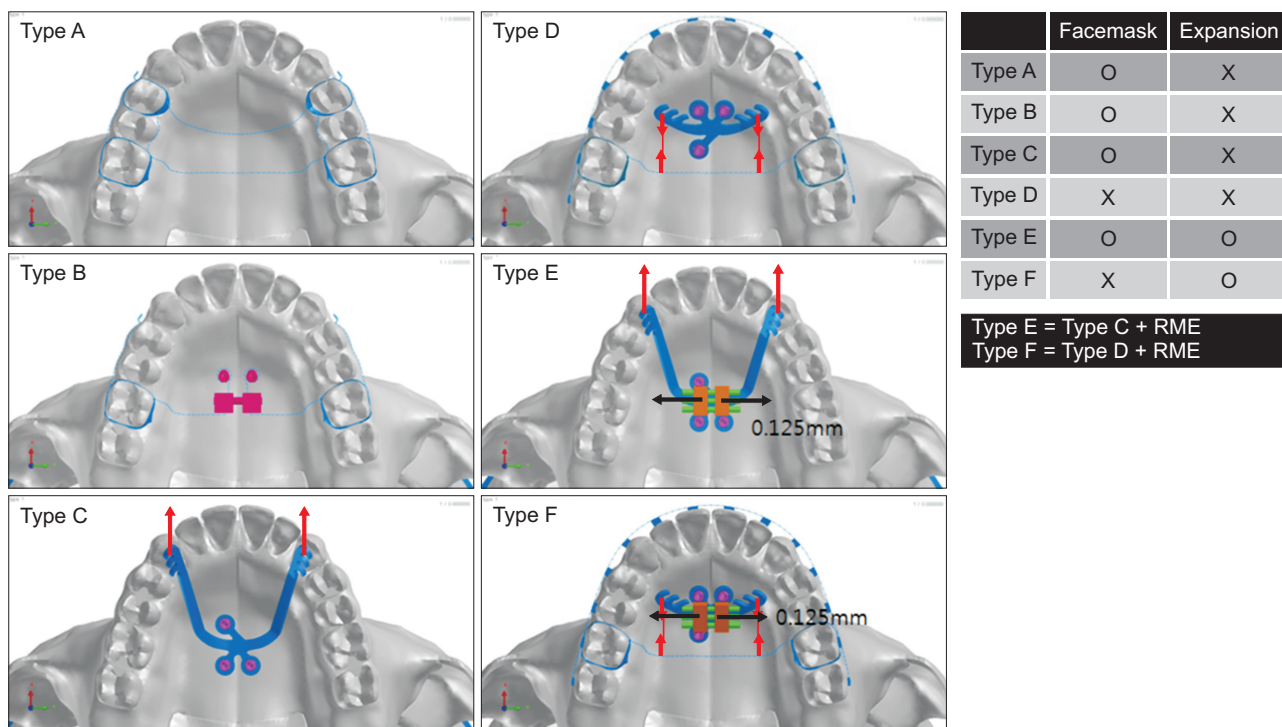 Type A
Type B
Type C
Type D
Type E
0.125mm
Type F
0.125mm
Facemask Expansion
Type A O X
Type B O X
Type C O X
Type D X X
Type E O O
Type F X O
Type E = Type C + RME
Type F = Type D + RME